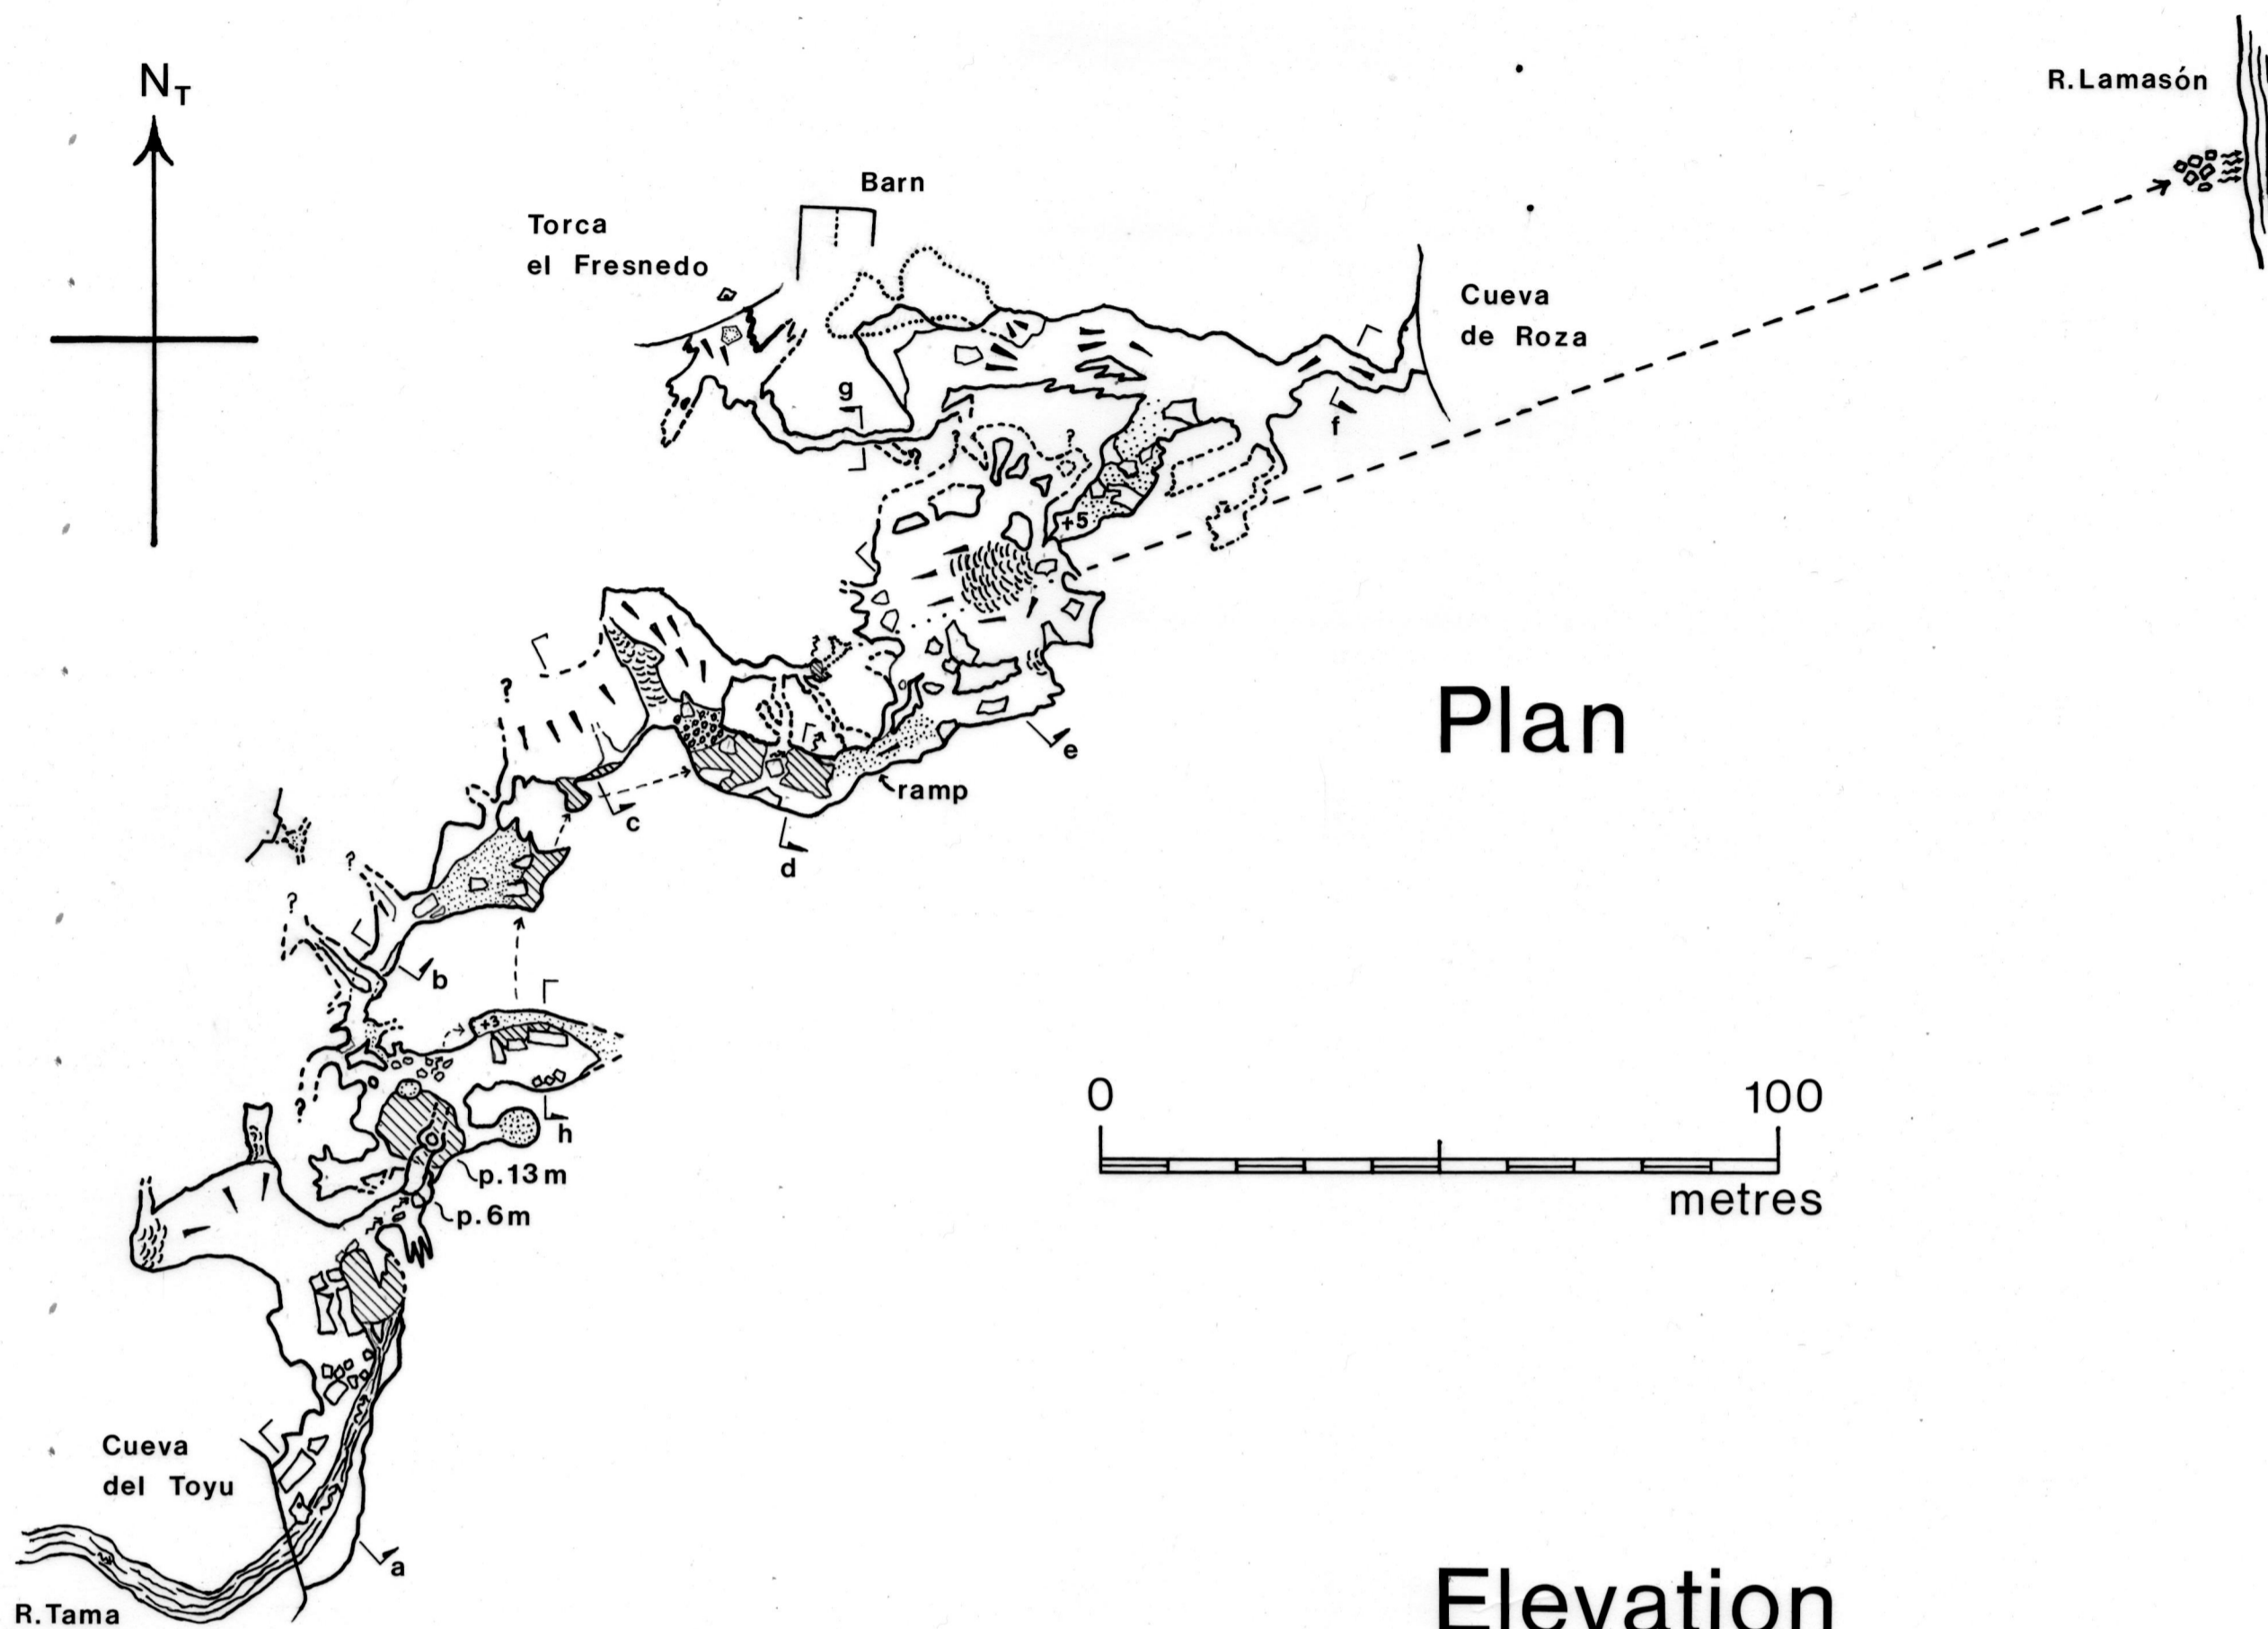 N_T
R.Lamasón
Barn
Torca
el Fresnedo
Cueva
de Roza
g
f
?
?
?
+5
?
Plan
e
ramp
c
d
?
?
b
+3
?
h
0
100
metres
p.13m
p.6m
Cueva
del Toyu
a
R.Tama
Elevation